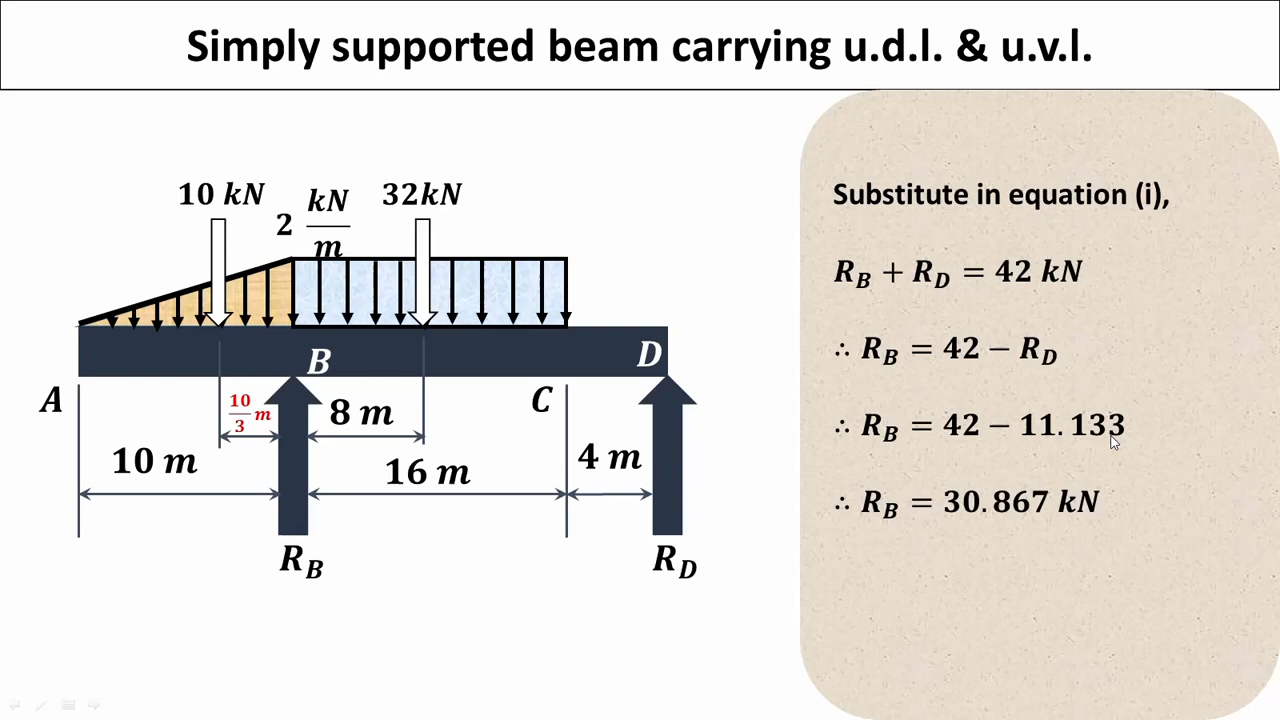 Simply supported beam carrying u.d.l. & u.v.l.
10 kN
2 kN/m
32kN
B
D
A
C
10/3 m
8 m
10 m
16 m
4 m
R_B
R_D
Substitute in equation (i),
R_B + R_D = 42 kN
∴ R_B = 42 − R_D
∴ R_B = 42 − 11.133
∴ R_B = 30.867 kN